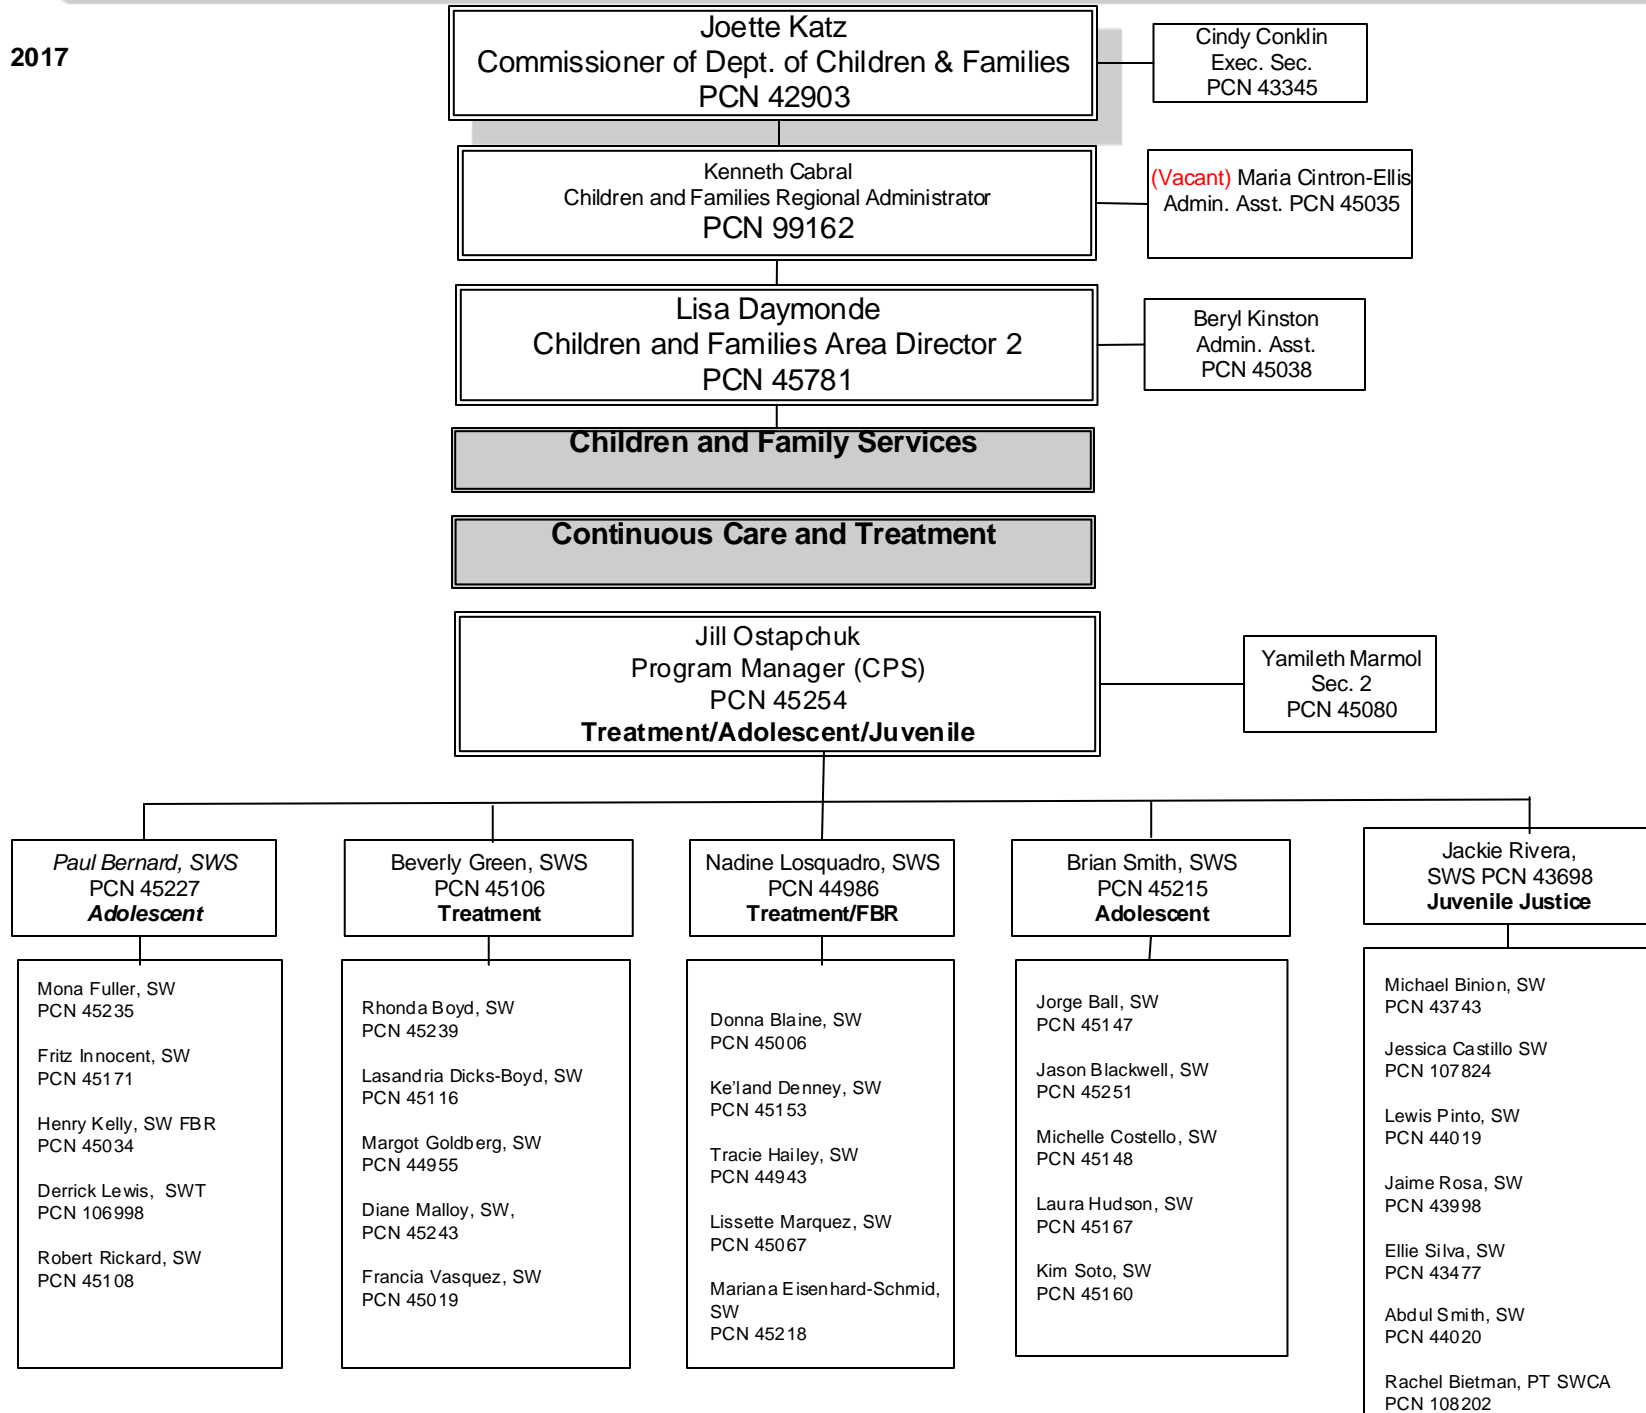 2017
Joette Katz
Commissioner of Dept. of Children & Families
PCN 42903
Cindy Conklin
Exec. Sec.
PCN 43345
Kenneth Cabral
Children and Families Regional Administrator
PCN 99162
(Vacant) Maria Cintron-Ellis
Admin. Asst. PCN 45035
Lisa Daymonde
Children and Families Area Director 2
PCN 45781
Beryl Kinston
Admin. Asst.
PCN 45038
Children and Family Services
Continuous Care and Treatment
Jill Ostapchuk
Program Manager (CPS)
PCN 45254
Treatment/Adolescent/Juvenile
Yamileth Marmol
Sec. 2
PCN 45080
Paul Bernard, SWS
PCN 45227
Adolescent
Mona Fuller, SW
PCN 45235
Fritz Innocent, SW
PCN 45171
Henry Kelly, SW FBR
PCN 45034
Derrick Lewis, SWT
PCN 106998
Robert Rickard, SW
PCN 45108
Beverly Green, SWS
PCN 45106
Treatment
Rhonda Boyd, SW
PCN 45239
Lasandria Dicks-Boyd, SW
PCN 45116
Margot Goldberg, SW
PCN 44955
Diane Malloy, SW,
PCN 45243
Francia Vasquez, SW
PCN 45019
Nadine Losquadro, SWS
PCN 44986
Treatment/FBR
Donna Blaine, SW
PCN 45006
Ke'land Denney, SW
PCN 45153
Tracie Hailey, SW
PCN 44943
Lissette Marquez, SW
PCN 45067
Mariana Eisenhard-Schmid,
SW
PCN 45218
Brian Smith, SWS
PCN 45215
Adolescent
Jorge Ball, SW
PCN 45147
Jason Blackwell, SW
PCN 45251
Michelle Costello, SW
PCN 45148
Laura Hudson, SW
PCN 45167
Kim Soto, SW
PCN 45160
Jackie Rivera,
SWS PCN 43698
Juvenile Justice
Michael Binion, SW
PCN 43743
Jessica Castillo SW
PCN 107824
Lewis Pinto, SW
PCN 44019
Jaime Rosa, SW
PCN 43998
Ellie Silva, SW
PCN 43477
Abdul Smith, SW
PCN 44020
Rachel Bietman, PT SWCA
PCN 108202